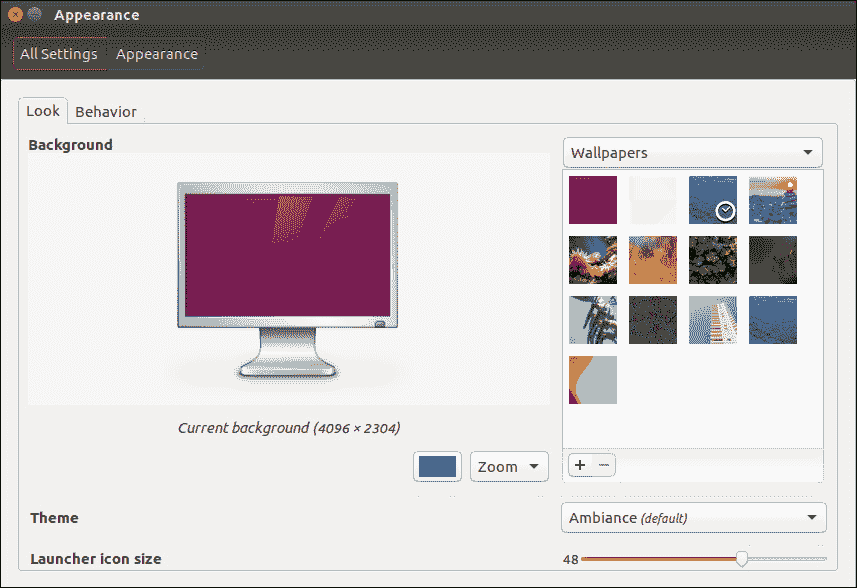 Appearance
All Settings Appearance
Look Behavior
Background
Wallpapers
Current background (4096 × 2304)
Zoom
Theme
Ambiance (default)
Launcher icon size
48